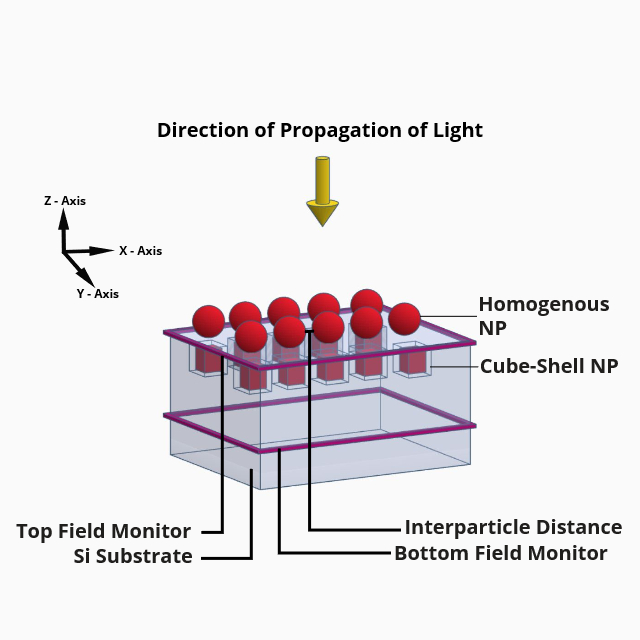 Direction of Propagation of Light
Z - Axis
X - Axis
Y - Axis
Homogenous
NP
Cube-Shell NP
Top Field Monitor
Interparticle Distance
Si Substrate
Bottom Field Monitor